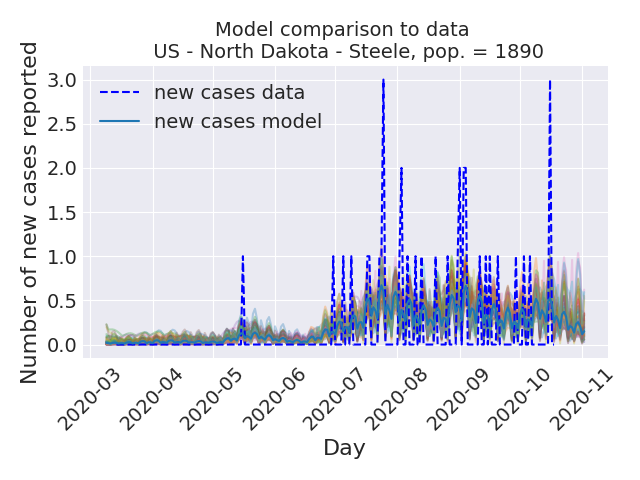 Model comparison to data
US - North Dakota - Steele, pop. = 1890
Number of new cases reported
3.0
2.5
2.0
1.5
1.0
0.5
0.0
new cases data
new cases model
2020-03
2020-04
2020-05
2020-06
2020-07
2020-08
2020-09
2020-10
2020-11
Day